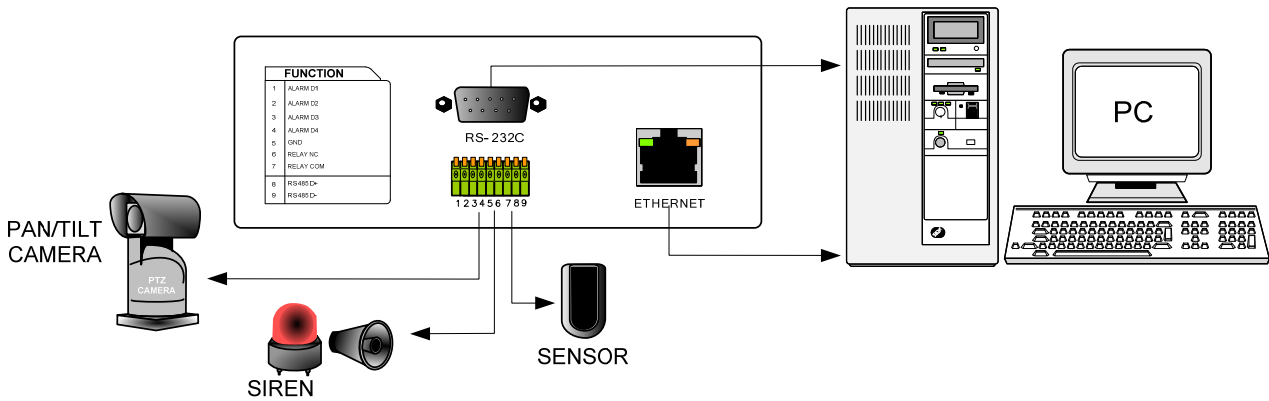 FUNCTION
1 ALARM D1
2 ALARM D2
3 ALARM D3
4 ALARM D4
5 GND
6 RELAY NC
7 RELAY COM
8 RS485 D+
9 RS485 D-
RS-232C
1 2 3 4 5 6 7 8 9
ETHERNET
PC
PAN/TILT
CAMERA
PTZ
CAMERA
SIREN
SENSOR